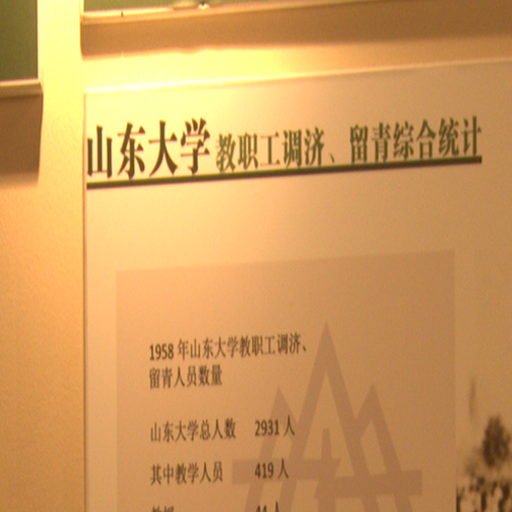 山东大学 教职工调济、留青综合统计
1958 年山东大学教职工调济、
留青人员数量
山东大学总人数 2931 人
其中教学人员 419 人